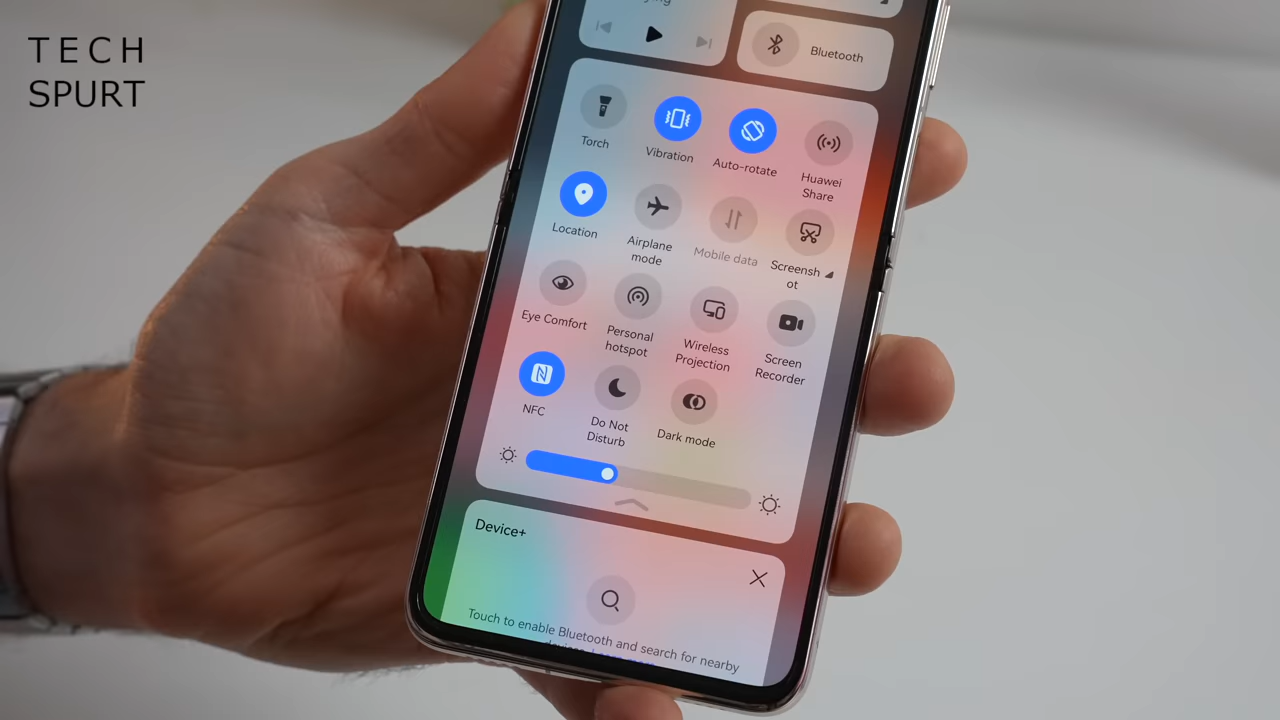 TECH
SPURT
Bluetooth
Torch
Vibration
Auto-rotate
Huawei
Share
Location
Airplane
mode
Mobile data
Screensh
ot
Eye Comfort
Personal
hotspot
Wireless
Projection
Screen
Recorder
NFC
Do Not
Disturb
Dark mode
Device+
Touch to enable Bluetooth and search for nearby